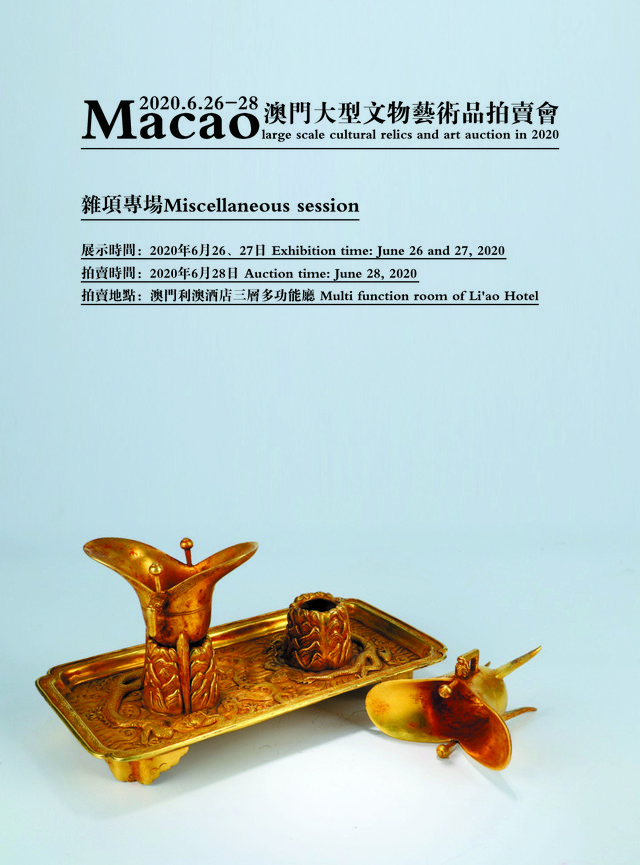 2020.6.26-28
Macao 澳門大型文物藝術品拍賣會
large scale cultural relics and art auction in 2020
雜項專場Miscellaneous session
展示時間：2020年6月26、27日 Exhibition time: June 26 and 27, 2020
拍賣時間：2020年6月28日 Auction time: June 28, 2020
拍賣地點：澳門利澳酒店三層多功能廳 Multi function room of Li'ao Hotel